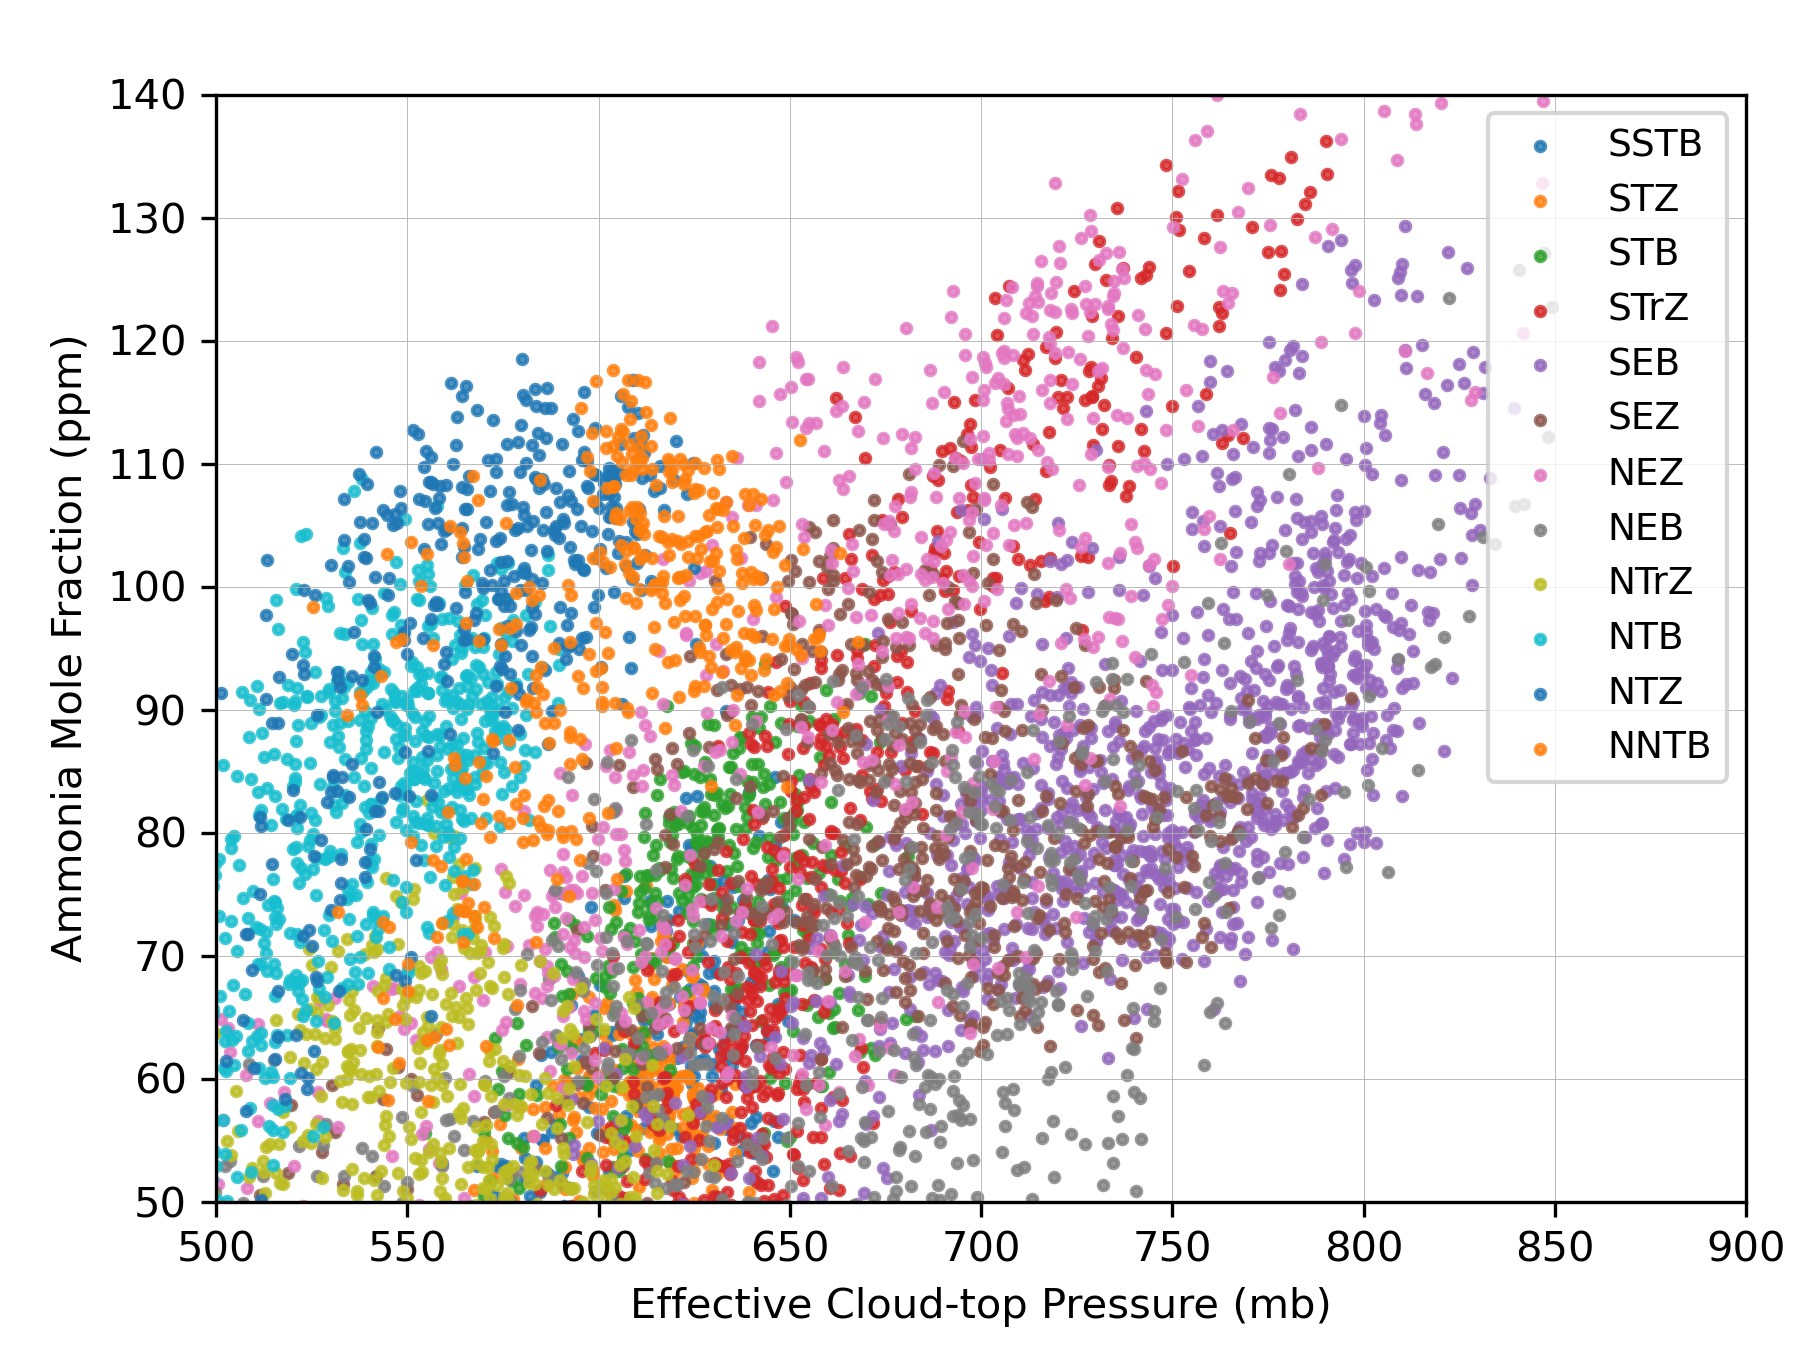 140
130
120
110
100
90
80
70
60
50
Ammonia Mole Fraction (ppm)
500 550 600 650 700 750 800 850 900
Effective Cloud-top Pressure (mb)
SSTB
STZ
STB
STrZ
SEB
SEZ
NEZ
NEB
NTrZ
NTB
NTZ
NNTB